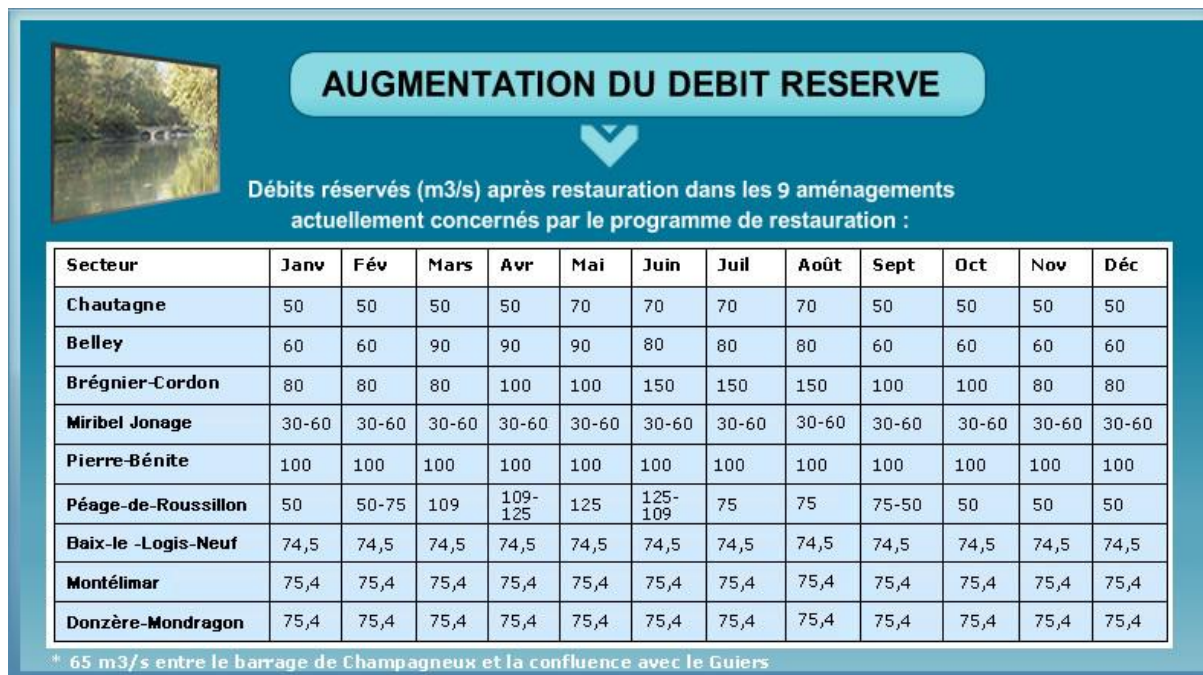 AUGMENTATION DU DEBIT RESERVE
Débits réservés (m3/s) après restauration dans les 9 aménagements
actuellement concernés par le programme de restauration :
Secteur Janv Fév Mars Avr Mai Juin Juil Août Sept Oct Nov Déc
Chautagne 50 50 50 50 70 70 70 70 50 50 50 50
Belley 60 60 90 90 90 80 80 80 60 60 60 60
Brégnier-Cordon 80 80 80 100 100 150 150 150 100 100 80 80
Miribel Jonage 30-60 30-60 30-60 30-60 30-60 30-60 30-60 30-60 30-60 30-60 30-60 30-60
Pierre-Bénite 100 100 100 100 100 100 100 100 100 100 100 100
Péage-de-Roussillon 50 50-75 109 109-125 125 125-109 75 75 75-50 50 50 50
Baix-le -Logis-Neuf 74,5 74,5 74,5 74,5 74,5 74,5 74,5 74,5 74,5 74,5 74,5 74,5
Montélimar 75,4 75,4 75,4 75,4 75,4 75,4 75,4 75,4 75,4 75,4 75,4 75,4
Donzère-Mondragon 75,4 75,4 75,4 75,4 75,4 75,4 75,4 75,4 75,4 75,4 75,4 75,4
* 65 m3/s entre le barrage de Champagneux et la confluence avec le Guiers